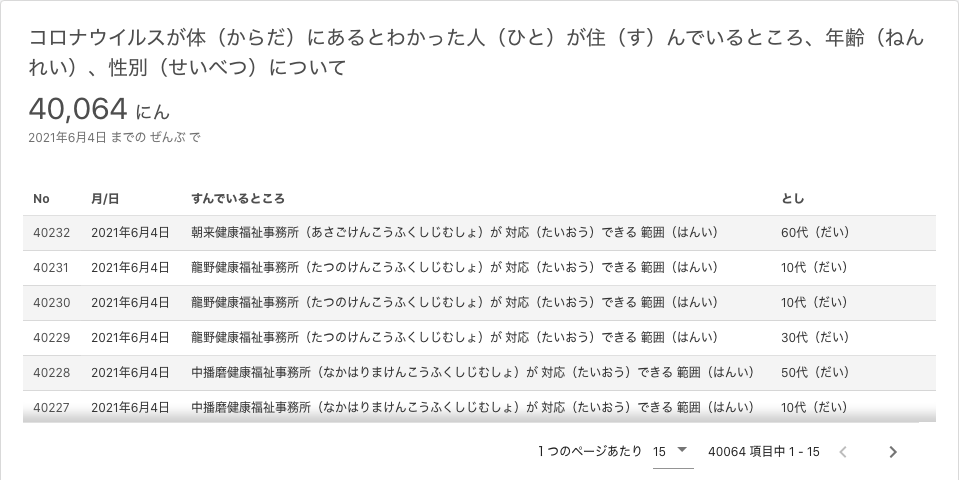 コロナウイルスが体（からだ）にあるとわかった人（ひと）が住（す）んでいるところ、年齢（ねん
れい）、性別（せいべつ）について
40,064 にん
2021年6月4日 までの ぜんぶ で
No 月/日 すんでいるところ とし
40232 2021年6月4日 朝来健康福祉事務所（あさごけんこうふくしじむしょ）が 対応（たいおう）できる 範囲（はんい） 60代（だい）
40231 2021年6月4日 龍野健康福祉事務所（たつのけんこうふくしじむしょ）が 対応（たいおう）できる 範囲（はんい） 10代（だい）
40230 2021年6月4日 龍野健康福祉事務所（たつのけんこうふくしじむしょ）が 対応（たいおう）できる 範囲（はんい） 10代（だい）
40229 2021年6月4日 龍野健康福祉事務所（たつのけんこうふくしじむしょ）が 対応（たいおう）できる 範囲（はんい） 30代（だい）
40228 2021年6月4日 中播磨健康福祉事務所（なかはりまけんこうふくしじむしょ）が 対応（たいおう）できる 範囲（はんい） 50代（だい）
40227 2021年6月4日 中播磨健康福祉事務所（なかはりまけんこうふくしじむしょ）が 対応（たいおう）できる 範囲（はんい） 10代（だい）
1 つのページあたり 15 40064 項目中 1 - 15